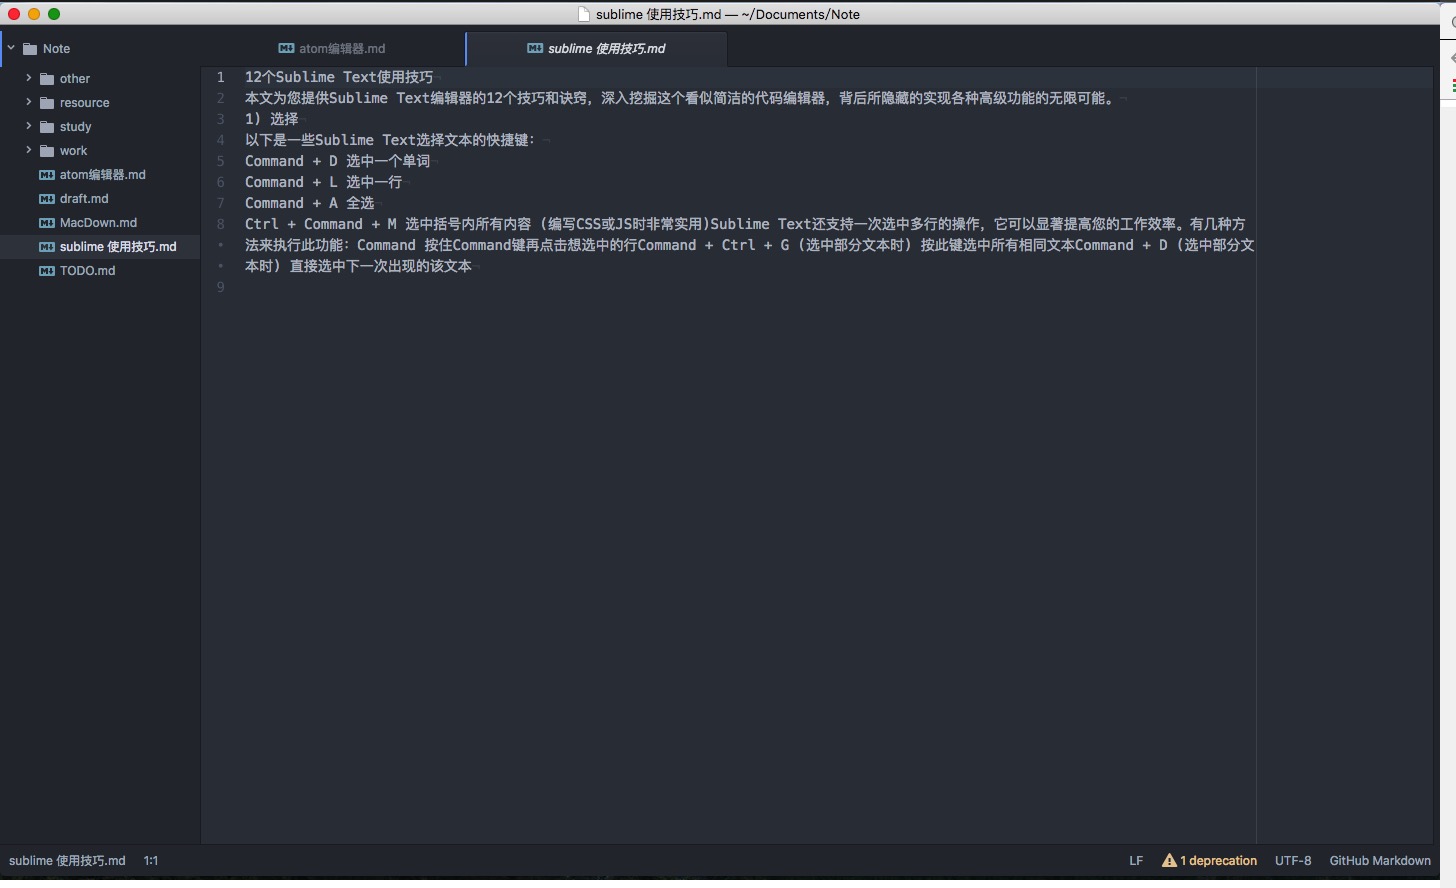 sublime 使用技巧.md — ~/Documents/Note
Note
other
resource
study
work
atom编辑器.md
draft.md
MacDown.md
sublime 使用技巧.md
TODO.md
atom编辑器.md
sublime 使用技巧.md
1 12个Sublime Text使用技巧¬
2 本文为您提供Sublime Text编辑器的12个技巧和诀窍，深入挖掘这个看似简洁的代码编辑器，背后所隐藏的实现各种高级功能的无限可能。¬
3 1) 选择¬
4 以下是一些Sublime Text选择文本的快捷键：¬
5 Command + D 选中一个单词¬
6 Command + L 选中一行¬
7 Command + A 全选¬
8 Ctrl + Command + M 选中括号内所有内容 (编写CSS或JS时非常实用)Sublime Text还支持一次选中多行的操作，它可以显著提高您的工作效率。有几种方
• 法来执行此功能：Command 按住Command键再点击想选中的行Command + Ctrl + G (选中部分文本时) 按此键选中所有相同文本Command + D (选中部分文
• 本时) 直接选中下一次出现的该文本¬
9
sublime 使用技巧.md 1:1
LF 1 deprecation UTF-8 GitHub Markdown